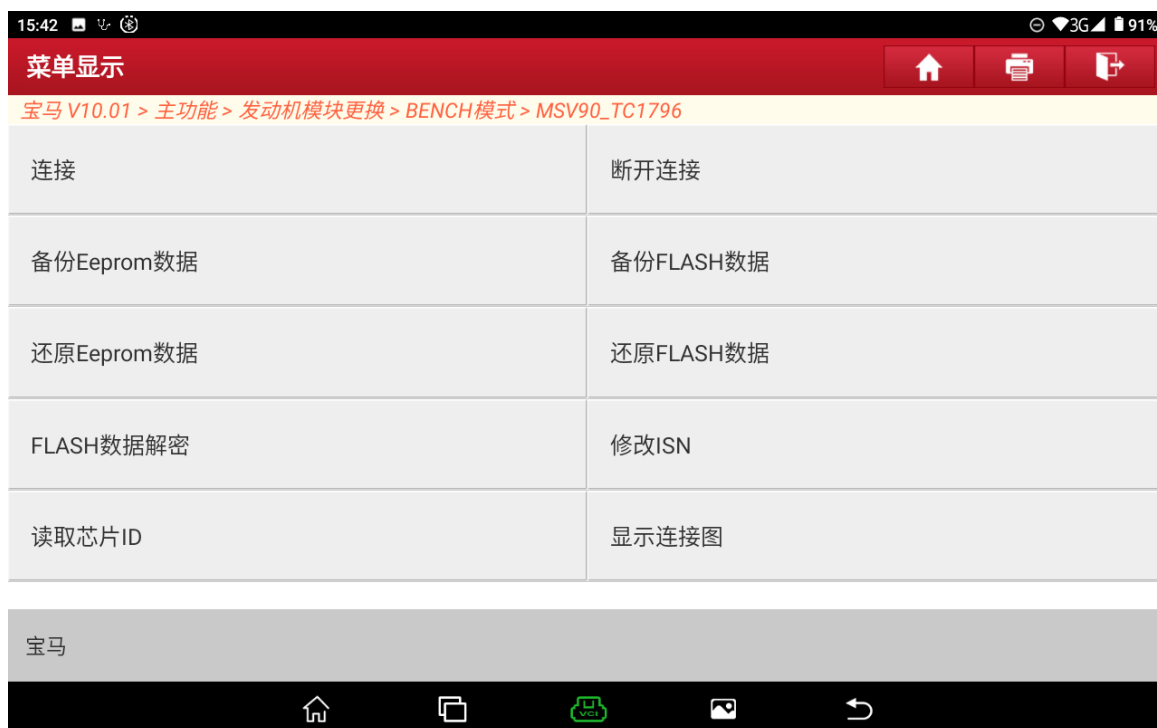 15:42 3G 91%
菜单显示
宝马 V10.01 > 主功能 > 发动机模块更换 > BENCH模式 > MSV90_TC1796
连接 断开连接
备份Eeprom数据 备份FLASH数据
还原Eeprom数据 还原FLASH数据
FLASH数据解密 修改ISN
读取芯片ID 显示连接图
宝马
VCI